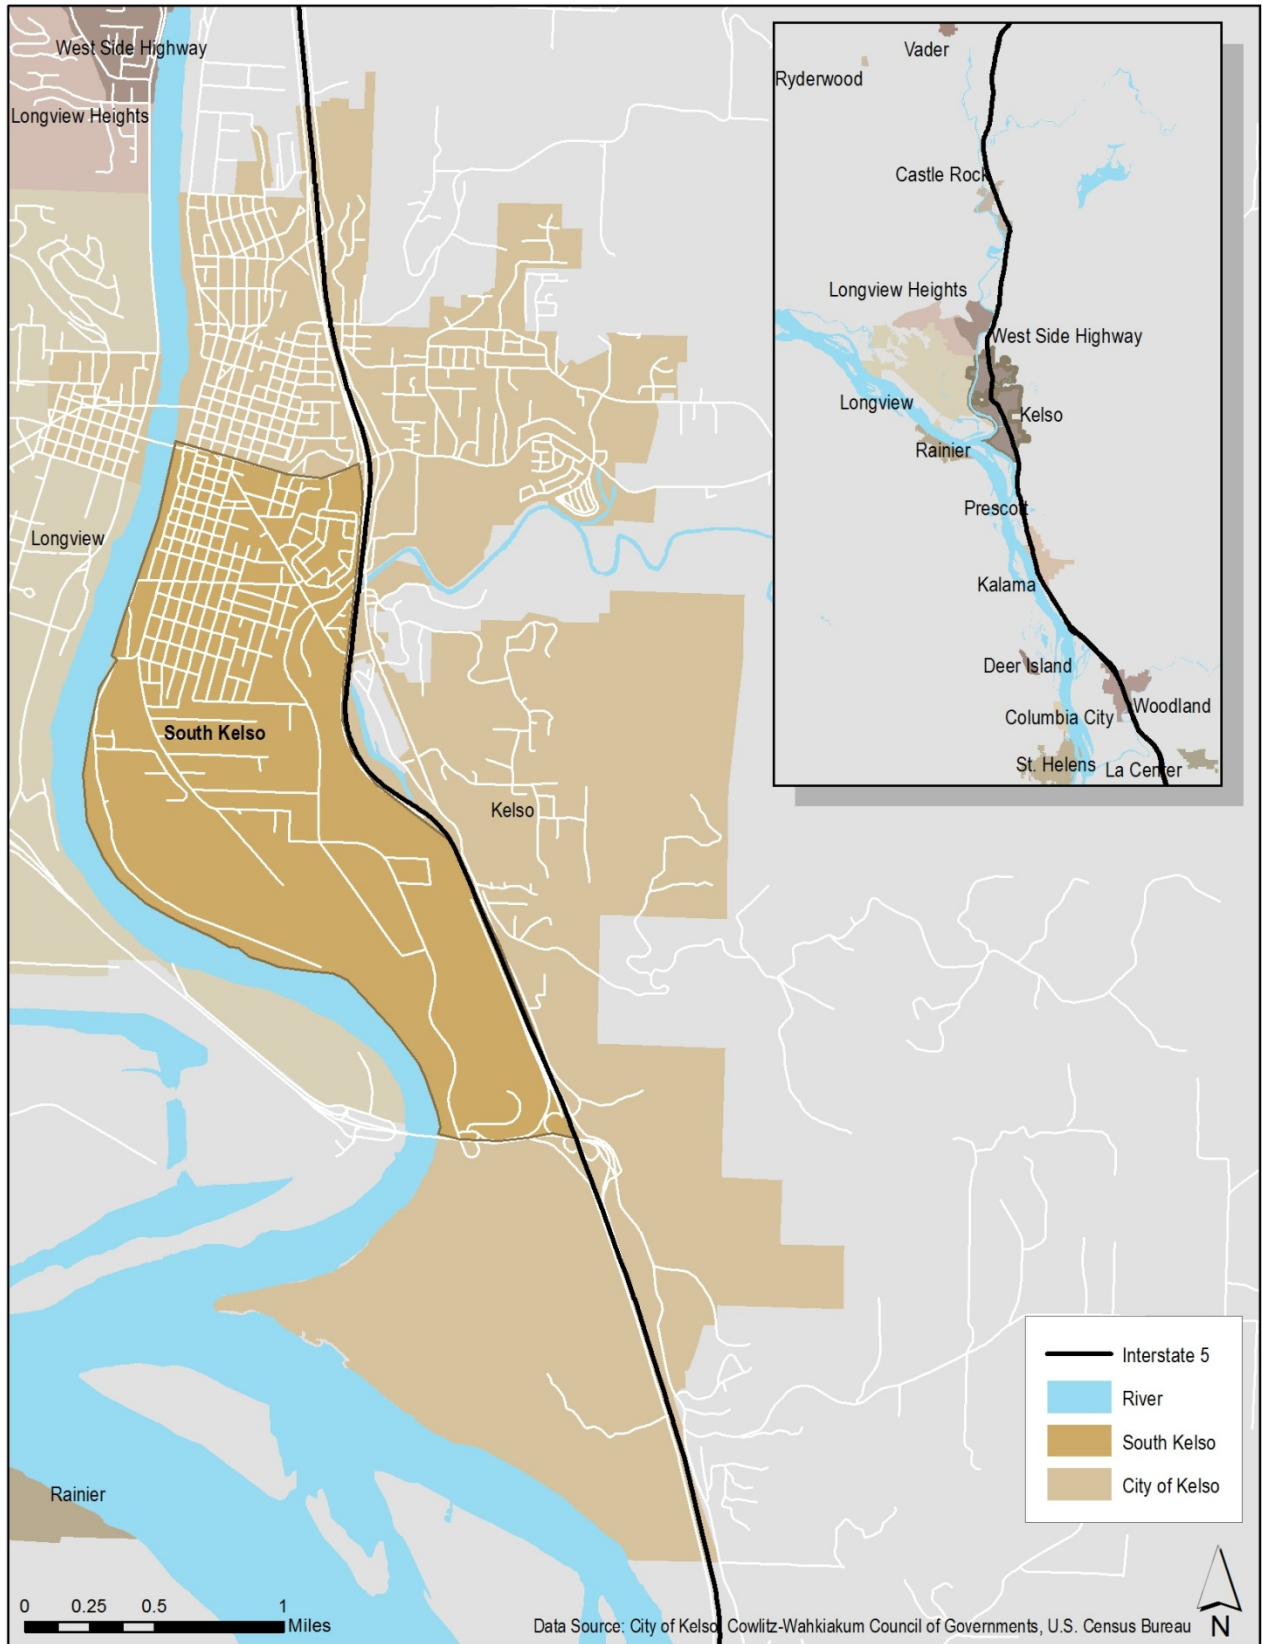 West Side Highway
Longview Heights
Longview
South Kelso
Kelso
Rainier
Vader
Ryderwood
Castle Rock
Longview Heights
West Side Highway
Longview
Kelso
Rainier
Prescott
Kalama
Deer Island
Woodland
Columbia City
St. Helens
La Center
Interstate 5
River
South Kelso
City of Kelso
0 0.25 0.5 1
Miles
Data Source: City of Kelso, Cowlitz-Wahkiakum Council of Governments, U.S. Census Bureau
N